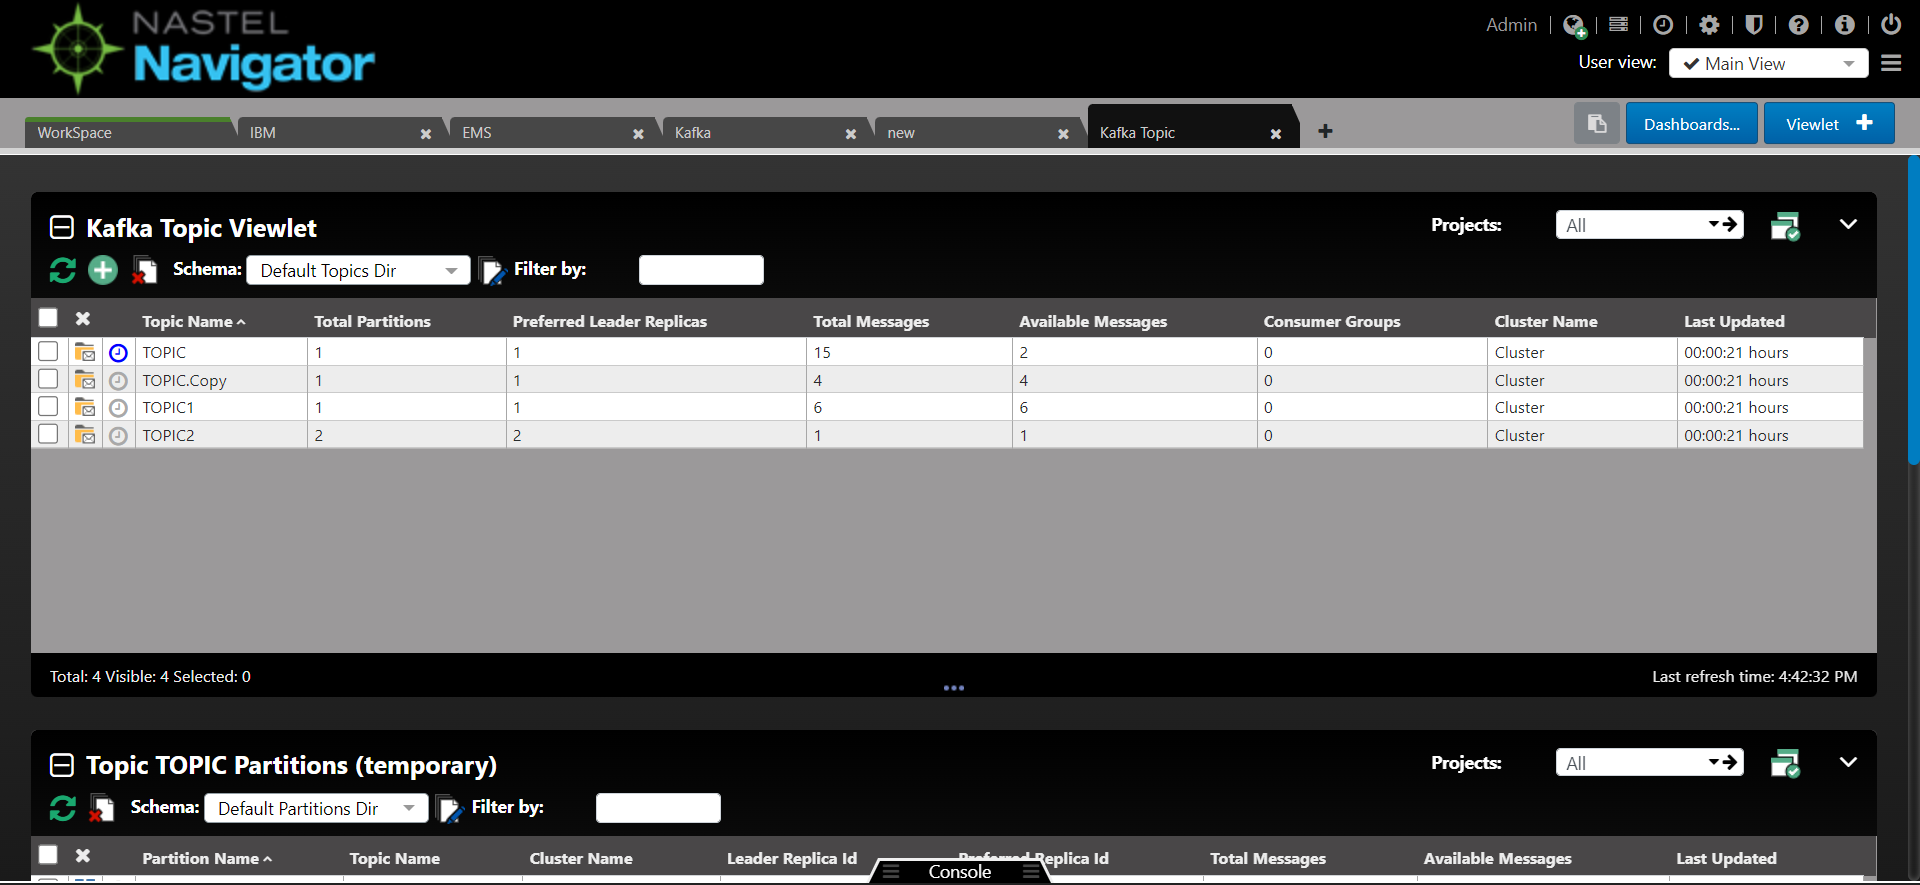 NASTEL
Navigator
Admin
User view: Main View
WorkSpace IBM EMS Kafka new Kafka Topic
Dashboards... Viewlet
Kafka Topic Viewlet Projects: All
Schema: Default Topics Dir Filter by:
Topic Name Total Partitions Preferred Leader Replicas Total Messages Available Messages Consumer Groups Cluster Name Last Updated
TOPIC 1 1 15 2 0 Cluster 00:00:21 hours
TOPIC.Copy 1 1 4 4 0 Cluster 00:00:21 hours
TOPIC1 1 1 6 6 0 Cluster 00:00:21 hours
TOPIC2 2 2 1 1 0 Cluster 00:00:21 hours
Total: 4 Visible: 4 Selected: 0 Last refresh time: 4:42:32 PM
Topic TOPIC Partitions (temporary) Projects: All
Schema: Default Partitions Dir Filter by:
Partition Name Topic Name Cluster Name Leader Replica Id Preferred Replica Id Total Messages Available Messages Last Updated
Console